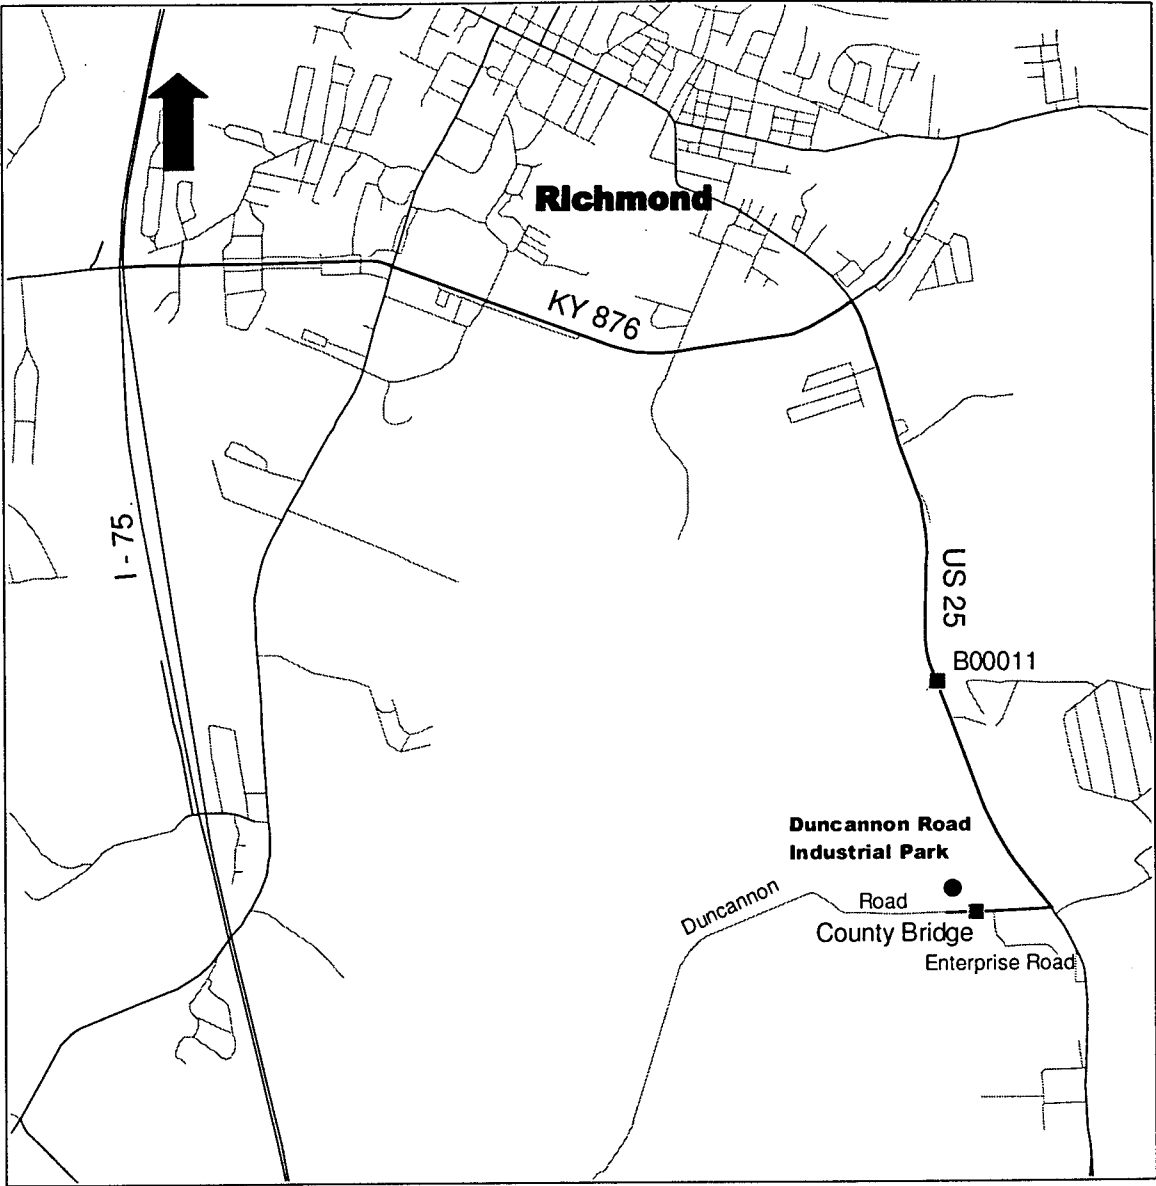 Richmond
KY 876
I - 75
US 25
B00011
Duncannon Road
Industrial Park
Duncannon
Road
County Bridge
Enterprise Road